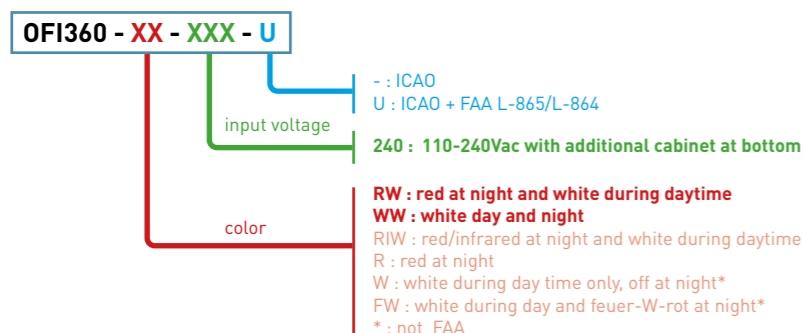 OFI360 - XX - XXX - U
- : ICAO
U : ICAO + FAA L-865/L-864
input voltage
240 : 110-240Vac with additional cabinet at bottom
RW : red at night and white during daytime
WW : white day and night
color
RIW : red/infrared at night and white during daytime
R : red at night
W : white during day time only, off at night*
FW : white during day and feuer-W-rot at night*
* : not FAA